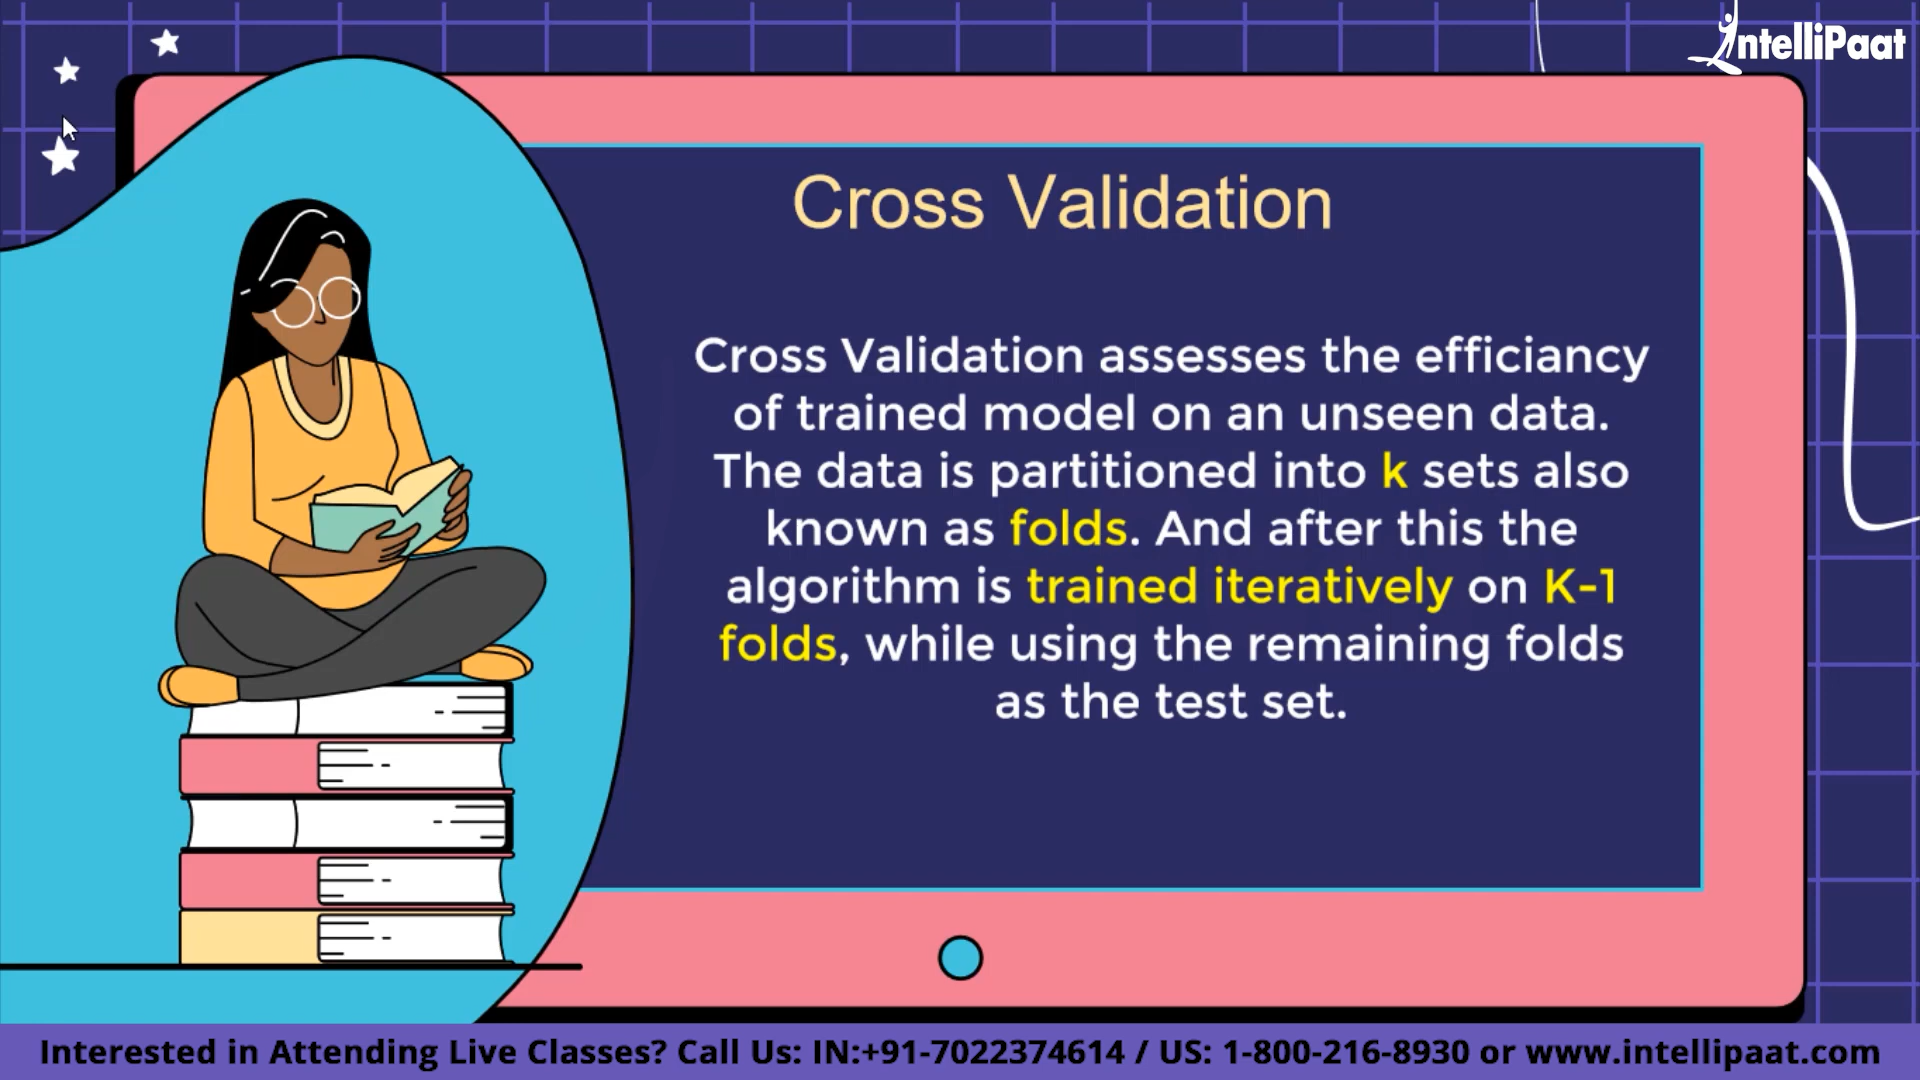 IntelliPaat
Cross Validation
Cross Validation assesses the efficiancy
of trained model on an unseen data.
The data is partitioned into k sets also
known as folds. And after this the
algorithm is trained iteratively on K-1
folds, while using the remaining folds
as the test set.
Interested in Attending Live Classes? Call Us: IN:+91-7022374614 / US: 1-800-216-8930 or www.intellipaat.com